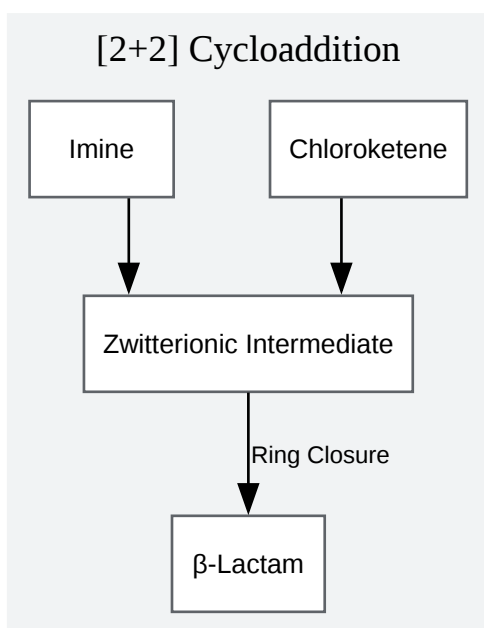 [2+2] Cycloaddition
Imine
Chloroketene
Zwitterionic Intermediate
Ring Closure
β-Lactam